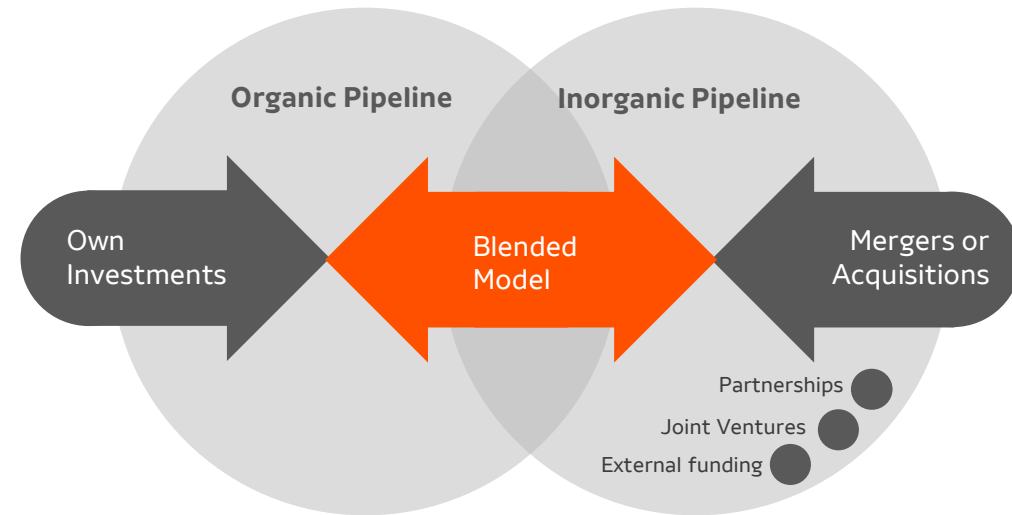 Organic Pipeline
Inorganic Pipeline
Own
Investments
Blended
Model
Mergers or
Acquisitions
Partnerships
Joint Ventures
External funding